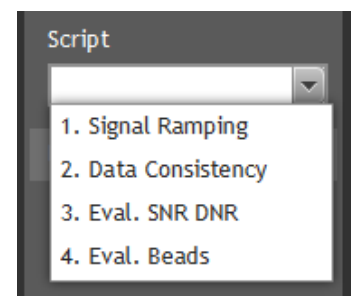 Script
1. Signal Ramping
2. Data Consistency
3. Eval. SNR DNR
4. Eval. Beads